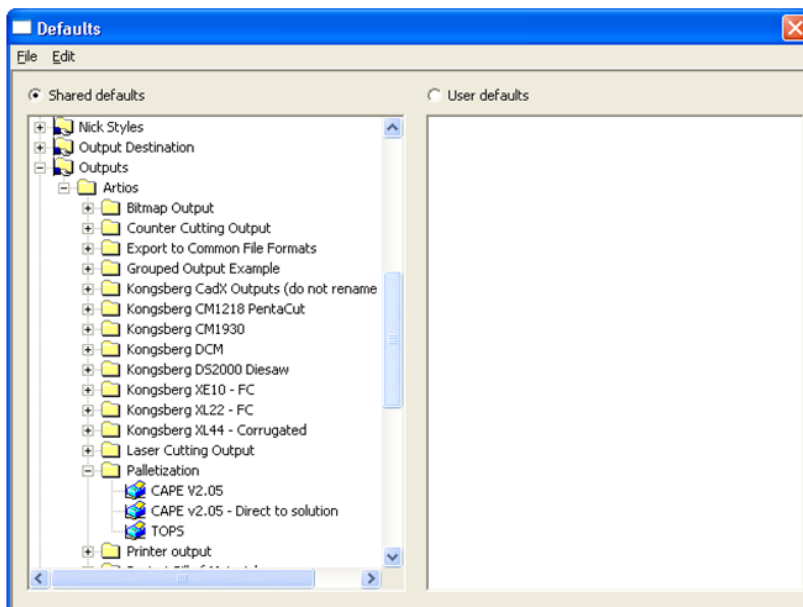 Defaults
File Edit
Shared defaults
User defaults
Nick Styles
Output Destination
Outputs
Artios
Bitmap Output
Counter Cutting Output
Export to Common File Formats
Grouped Output Example
Kongsberg CadX Outputs (do not rename
Kongsberg CM1218 PentaCut
Kongsberg CM1930
Kongsberg DCM
Kongsberg DS2000 Diesaw
Kongsberg XE10 - FC
Kongsberg XL22 - FC
Kongsberg XL44 - Corrugated
Laser Cutting Output
Palletization
CAPE V2.05
CAPE v2.05 - Direct to solution
TOPS
Printer output